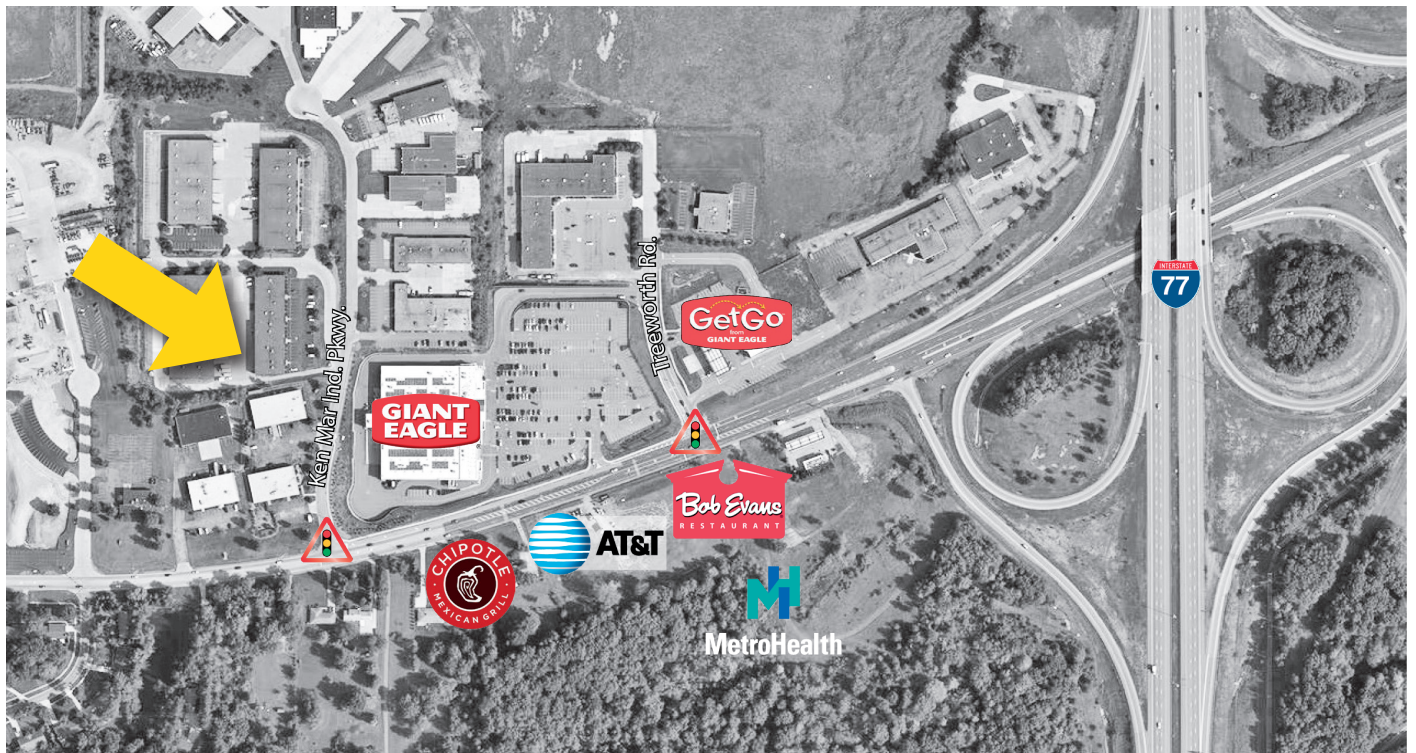 INTERSTATE
77
Treeworth Rd.
GetGo
from
GIANT EAGLE
Ken Mar Ind. Pkwy.
GIANT
EAGLE
Bob Evans
RESTAURANT
AT&T
CHIPOTLE
MEXICAN GRILL
MH
MetroHealth